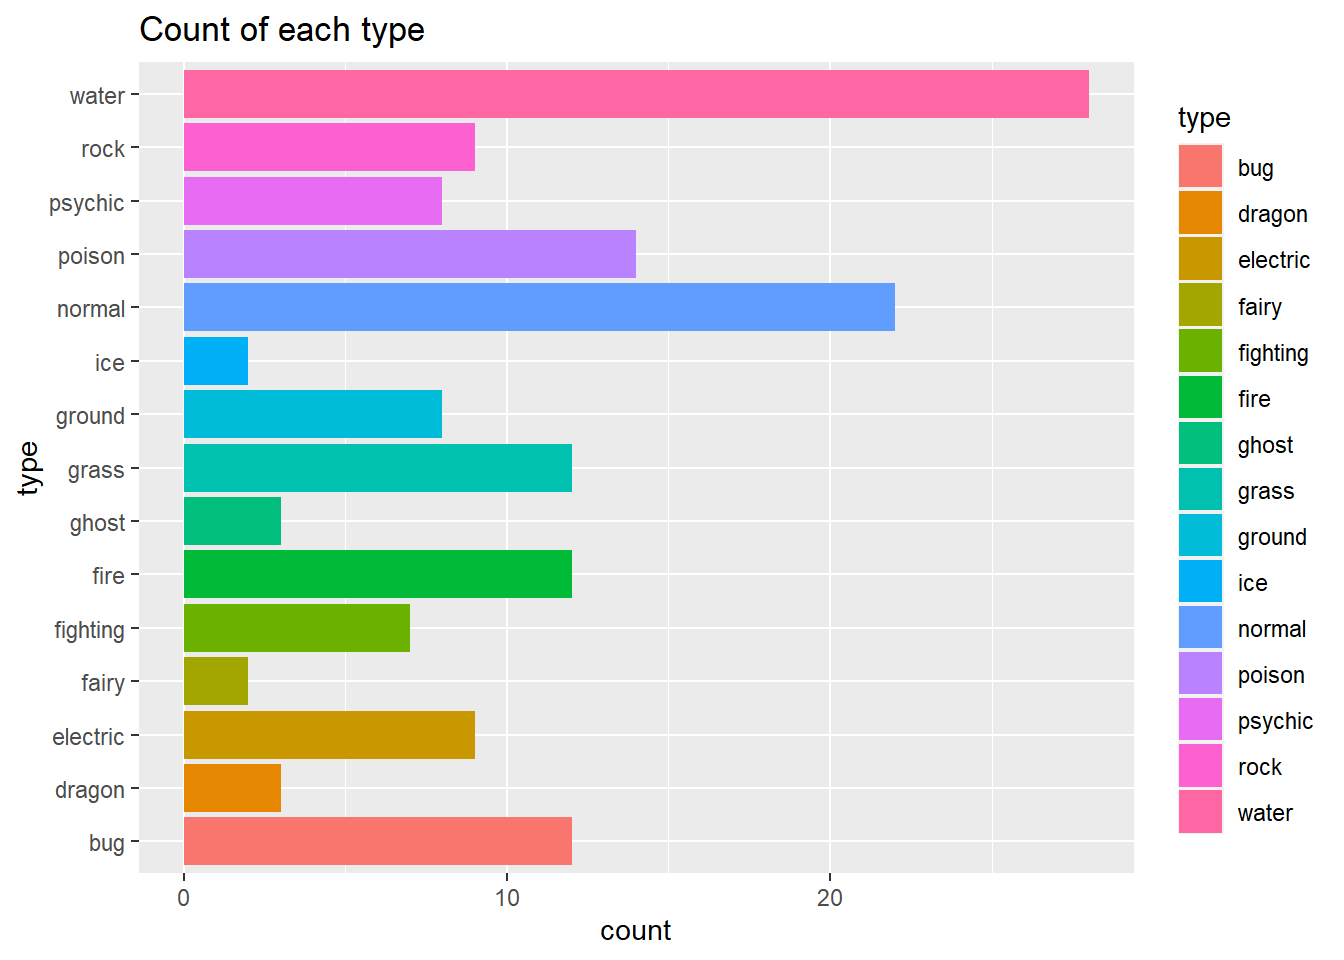 Count of each type
water
rock
psychic
poison
normal
ice
ground
grass
ghost
fire
fighting
fairy
electric
dragon
bug
type
0 10 20
count
type
bug
dragon
electric
fairy
fighting
fire
ghost
grass
ground
ice
normal
poison
psychic
rock
water